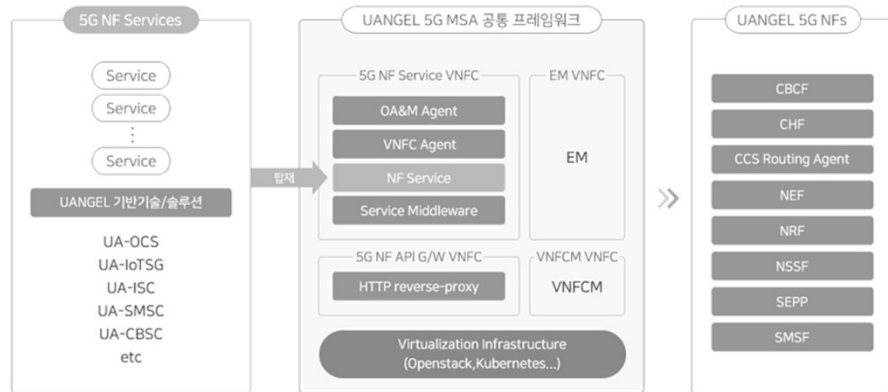 5G NF Services
Service
Service
Service
UANGEL 기반기술/솔루션
UA-OCS
UA-IoTSG
UA-ISC
UA-SMSC
UA-CBSC
etc
탑재
UANGEL 5G MSA 공통 프레임워크
5G NF Service VNFC
OA&M Agent
VNFC Agent
NF Service
Service Middleware
EM VNFC
EM
5G NF API G/W VNFC
HTTP reverse-proxy
VNFCM VNFC
VNFCM
Virtualization Infrastructure
(Openstack,Kubernetes...)
UANGEL 5G NFs
CBCF
CHF
CCS Routing Agent
NEF
NRF
NSSF
SEPP
SMSF